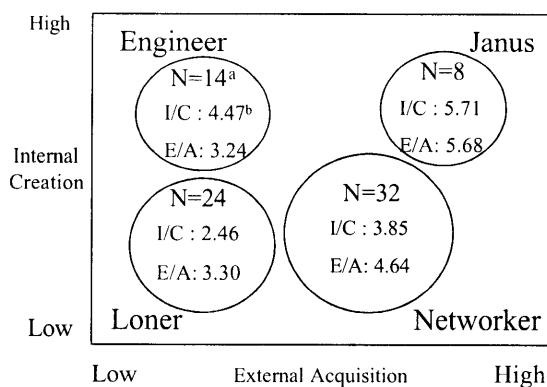 High
Engineer
Janus
N=14ᵃ
I/C : 4.47ᵇ
E/A: 3.24
N=8
I/C : 5.71
E/A: 5.68
Internal
Creation
N=24
I/C : 2.46
E/A: 3.30
N=32
I/C : 3.85
E/A: 4.64
Low
Loner
Networker
Low
External Acquisition
High